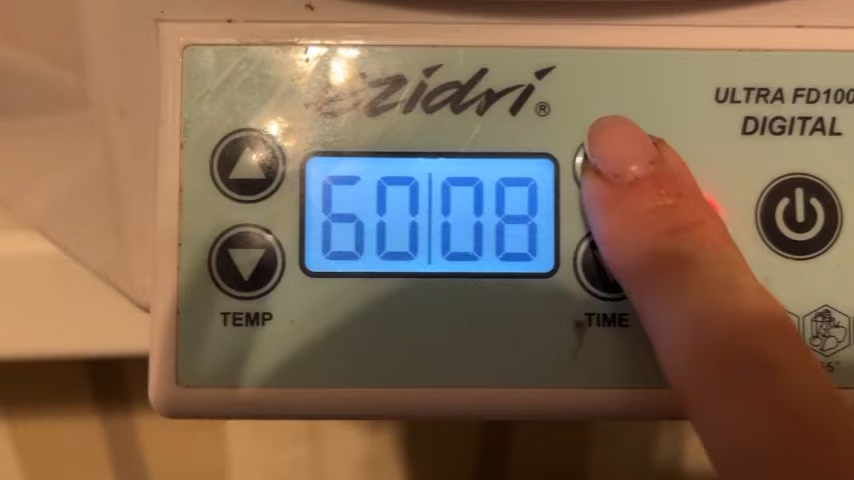 ezidri®
ULTRA FD100
DIGITAL
60 08
TEMP
TIME